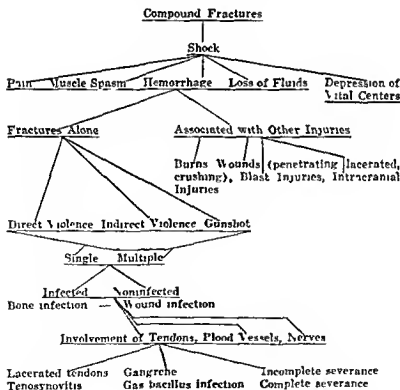 Compound Fractures
Shock
Pain Muscle Spasm Hemorrhage Loss of Fluids Depression of
Vital Centers
Fractures Alone Associated with Other Injuries
Burns Wounds (penetrating lacerated,
crushing), Blast Injuries, Intracranial
Injuries
Direct Violence Indirect Violence Gunshot
Single Multiple
Infected Noninfected
Bone infection — Wound infection
Involvement of Tendons, Plood Vessels, Nerves
Lacerated tendons Gangrene Incomplete severance
Tenosynovitis Gas bacillus infection Complete severance